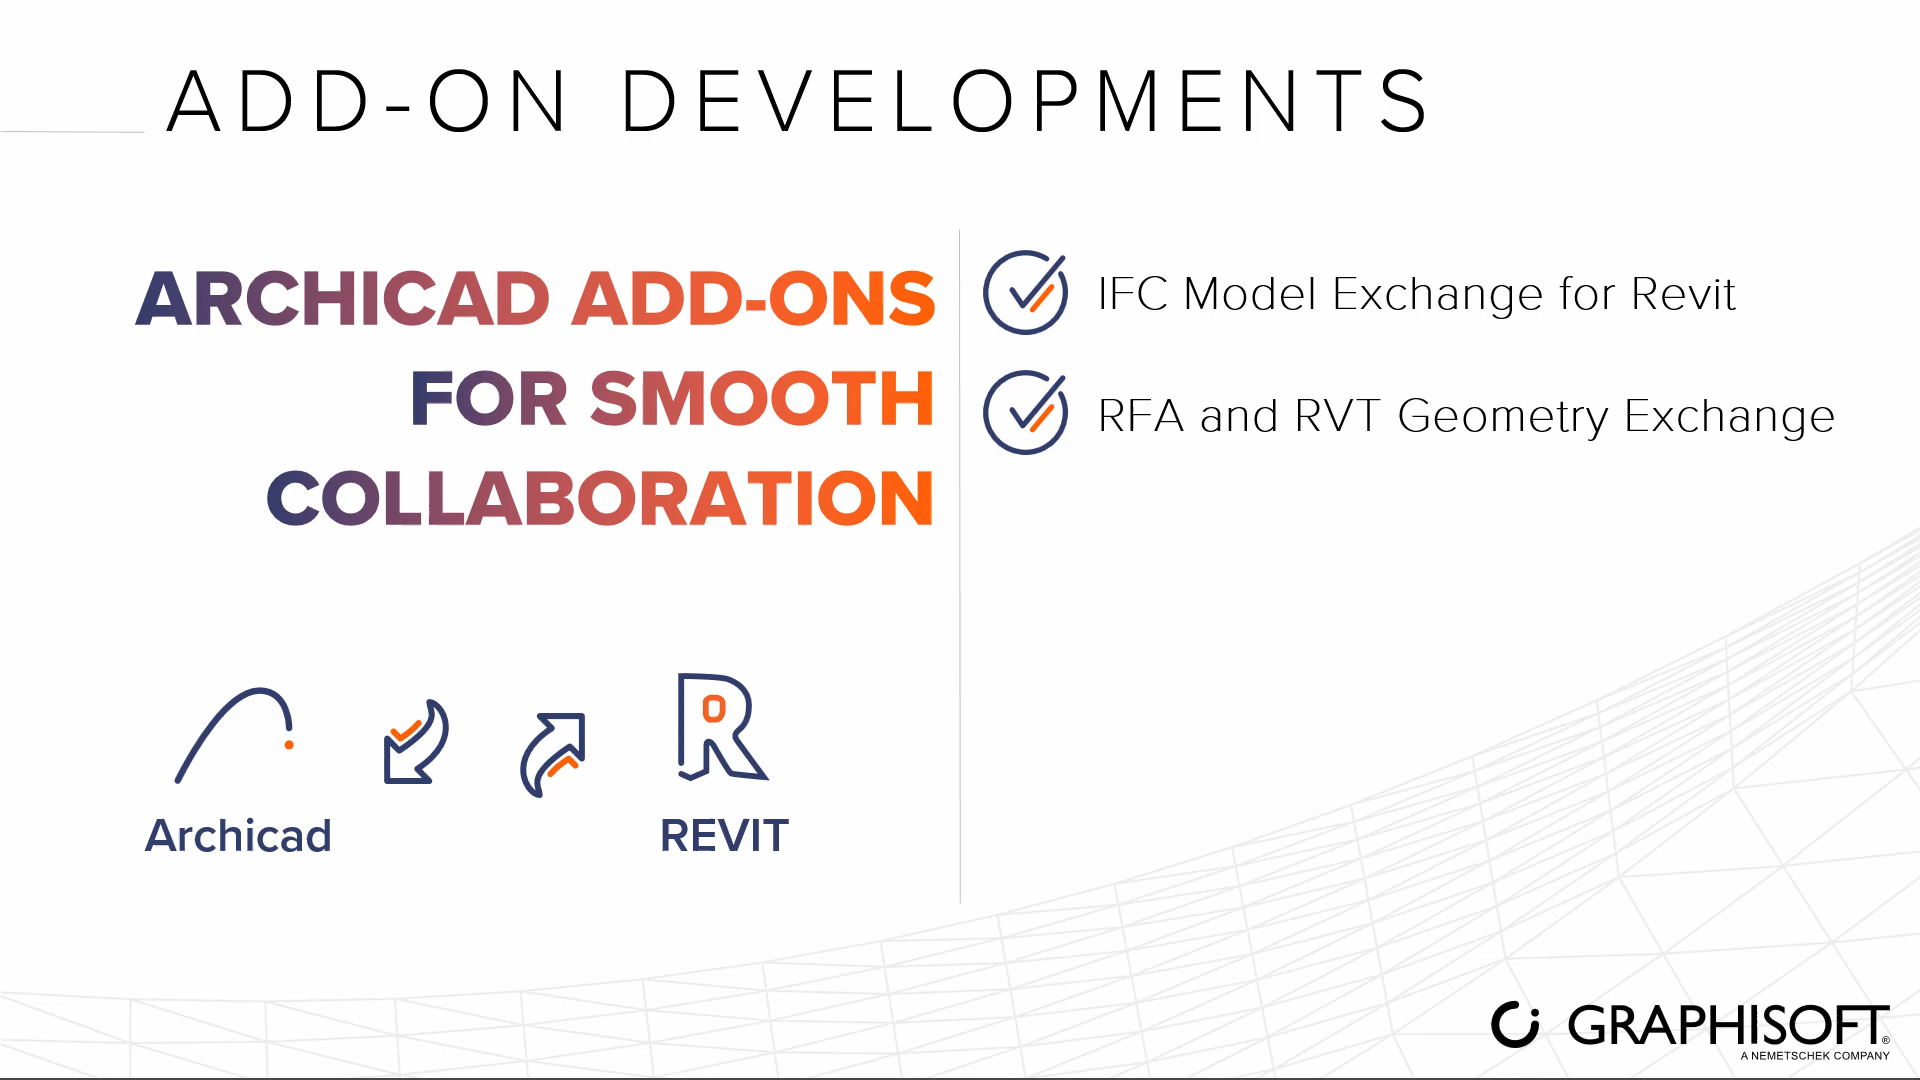 ADD-ON DEVELOPMENTS
ARCHICAD ADD-ONS
FOR SMOOTH
COLLABORATION
IFC Model Exchange for Revit
RFA and RVT Geometry Exchange
Archicad
REVIT
GRAPHISOFT®
A NEMETSCHEK COMPANY